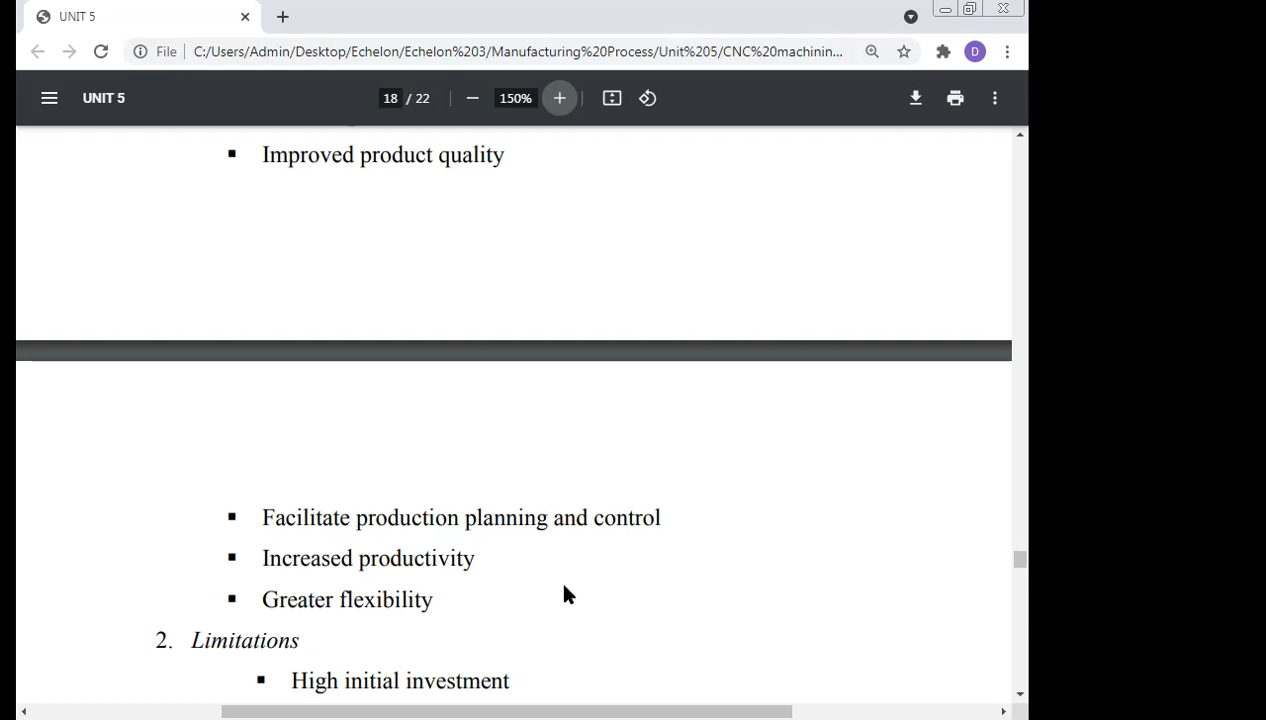 UNIT 5
File C:/Users/Admin/Desktop/Echelon/Echelon%203/Manufacturing%20Process/Unit%205/CNC%20machinin... D
UNIT 5 18 / 22 150%
▪ Improved product quality
▪ Facilitate production planning and control
▪ Increased productivity
▪ Greater flexibility
2. Limitations
▪ High initial investment